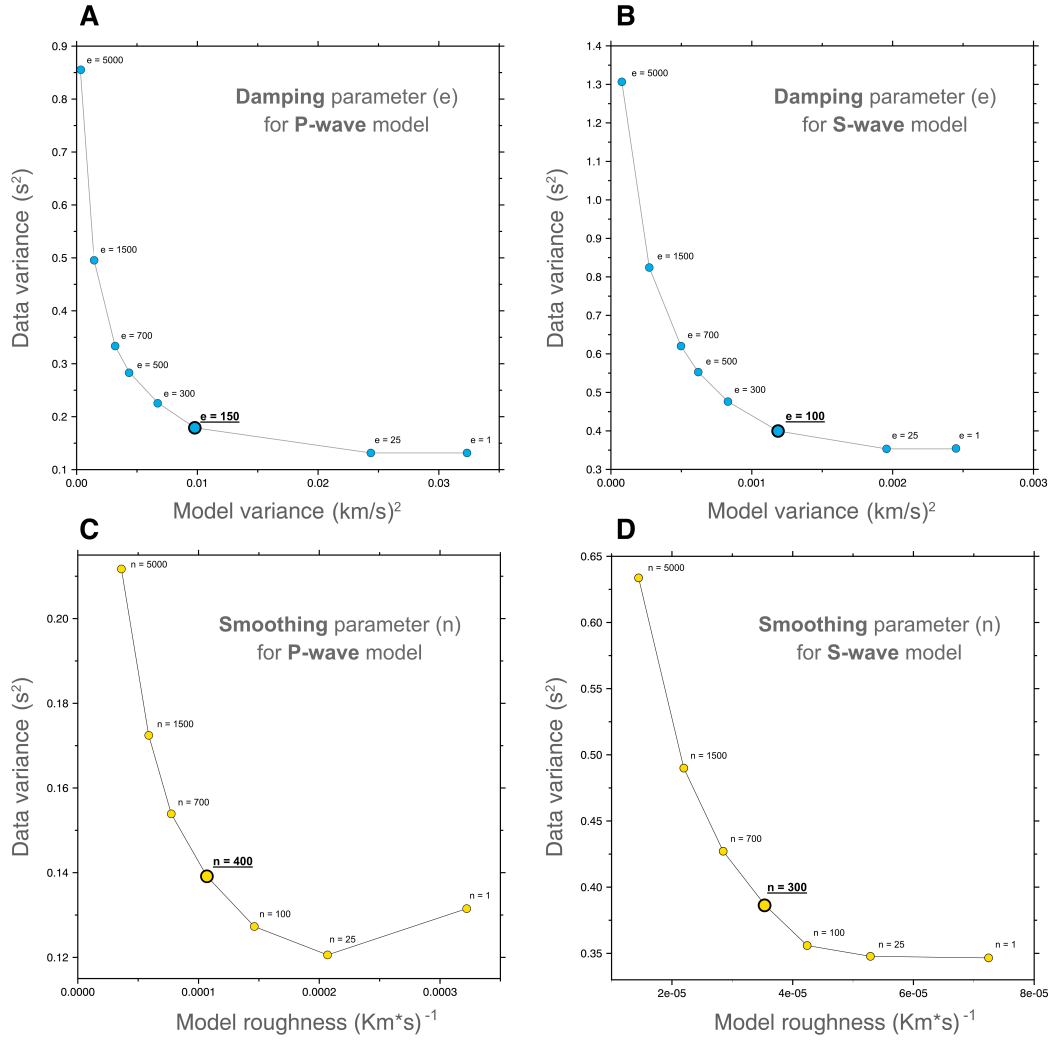 A
0.9
0.8
0.7
0.6
0.5
0.4
0.3
0.2
0.1
Data variance (s²)
e = 5000
Damping parameter (e)
for P-wave model
e = 1500
e = 700
e = 500
e = 300
e = 150
e = 25
e = 1
0.00
0.01
0.02
0.03
Model variance (km/s)²
B
1.4
1.3
1.2
1.1
1.0
0.9
0.8
0.7
0.6
0.5
0.4
0.3
Data variance (s²)
e = 5000
Damping parameter (e)
for S-wave model
e = 1500
e = 700
e = 500
e = 300
e = 100
e = 25
e = 1
0.000
0.001
0.002
0.003
Model variance (km/s)²
C
0.20
0.18
0.16
0.14
0.12
Data variance (s²)
n = 5000
Smoothing parameter (n)
for P-wave model
n = 1500
n = 700
n = 400
n = 100
n = 25
n = 1
0.0000
0.0001
0.0002
0.0003
Model roughness (Km*s)⁻¹
D
0.65
0.60
0.55
0.50
0.45
0.40
0.35
Data variance (s²)
n = 5000
Smoothing parameter (n)
for S-wave model
n = 1500
n = 700
n = 300
n = 100
n = 25
n = 1
2e-05
4e-05
6e-05
8e-05
Model roughness (Km*s)⁻¹